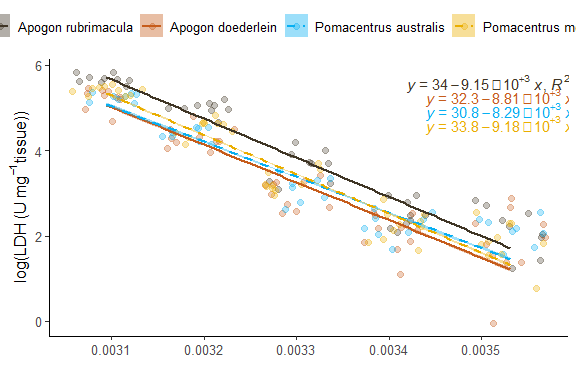 Apogon rubrimacula Apogon doederlein Pomacentrus australis Pomacentrus m
y = 34 − 9.15 □ 10⁺³ x, R²
y = 32.3 − 8.81 □ 10⁺³ x
y = 30.8 − 8.29 □ 10⁺³ x
y = 33.8 − 9.18 □ 10⁺³ x
log(LDH (U mg⁻¹tissue))
6
4
2
0
0.0031 0.0032 0.0033 0.0034 0.0035